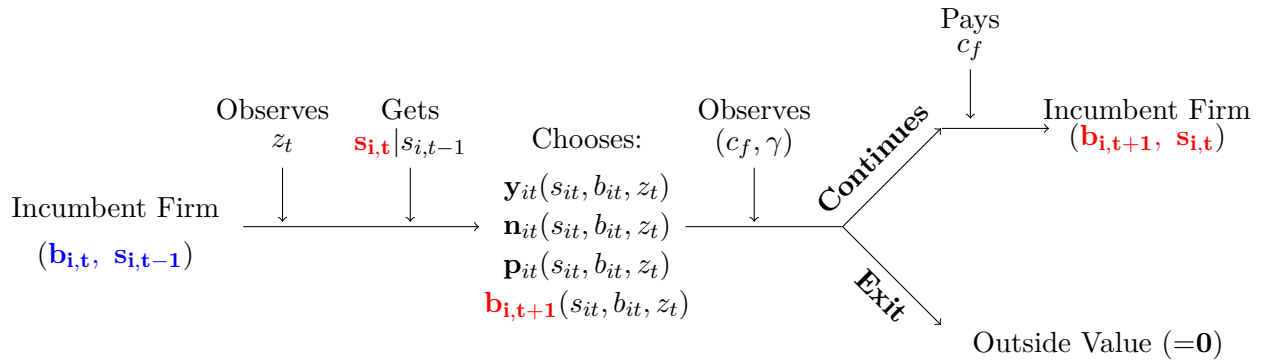 Incumbent Firm
(b_{i,t}, s_{i,t−1})
Observes
z_t
Gets
s_{i,t}|s_{i,t−1}
Chooses:
y_{it}(s_{it}, b_{it}, z_t)
n_{it}(s_{it}, b_{it}, z_t)
p_{it}(s_{it}, b_{it}, z_t)
b_{i,t+1}(s_{it}, b_{it}, z_t)
Observes
(c_f, γ)
Continues
Pays
c_f
Incumbent Firm
(b_{i,t+1}, s_{i,t})
Exit
Outside Value (=0)